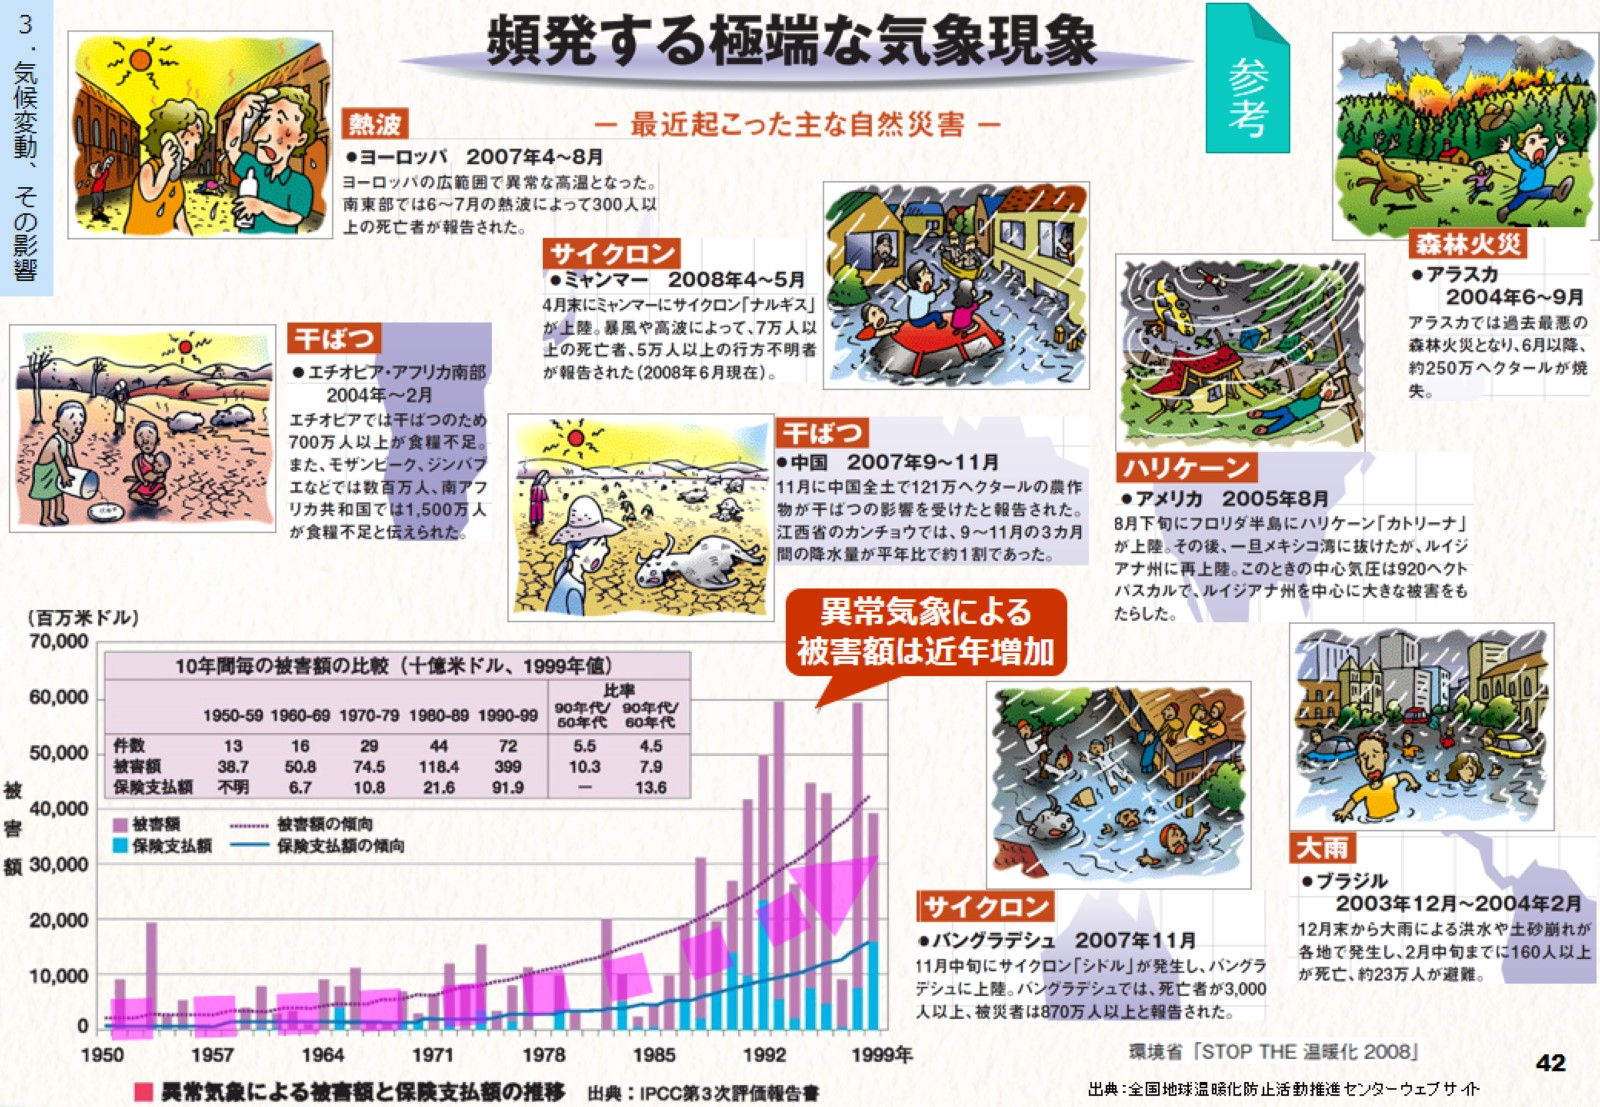 3．気候変動、その影響
頻発する極端な気象現象
参考
― 最近起こった主な自然災害 ―
熱波
●ヨーロッパ　2007年4～8月
ヨーロッパの広範囲で異常な高温となった。
南東部では6～7月の熱波によって300人以
上の死亡者が報告された。
サイクロン
●ミャンマー　2008年4～5月
4月末にミャンマーにサイクロン「ナルギス」
が上陸。暴風や高波によって、7万人以
上の死亡者、5万人以上の行方不明者
が報告された(2008年6月現在)。
森林火災
●アラスカ
2004年6～9月
アラスカでは過去最悪の
森林火災となり、6月以降、
約250万ヘクタールが焼
失。
干ばつ
●エチオピア・アフリカ南部
2004年～2月
エチオピアでは干ばつのため
700万人以上が食糧不足。
また、モザンビーク、ジンバブ
エなどでは数百万人、南アフ
リカ共和国では1,500万人
が食糧不足と伝えられた。
干ばつ
●中国　2007年9～11月
11月に中国全土で121万ヘクタールの農作
物が干ばつの影響を受けたと報告された。
江西省のカンチョウでは、9～11月の3カ月
間の降水量が平年比で約1割であった。
ハリケーン
●アメリカ　2005年8月
8月下旬にフロリダ半島にハリケーン「カトリーナ」
が上陸。その後、一旦メキシコ湾に抜けたが、ルイジ
アナ州に再上陸。このときの中心気圧は920ヘクト
パスカルで、ルイジアナ州を中心に大きな被害をも
たらした。
異常気象による
被害額は近年増加
(百万米ドル)
被害額
70,000
60,000
50,000
40,000
30,000
20,000
10,000
0
10年間毎の被害額の比較（十億米ドル、1999年値）
比率
1950-59 1960-69 1970-79 1980-89 1990-99 90年代/50年代 90年代/60年代
件数 13 16 29 44 72 5.5 4.5
被害額 38.7 50.8 74.5 118.4 399 10.3 7.9
保険支払額 不明 6.7 10.8 21.6 91.9 ― 13.6
被害額 被害額の傾向
保険支払額 保険支払額の傾向
1950 1957 1964 1971 1978 1985 1992 1999年
異常気象による被害額と保険支払額の推移 出典：IPCC第3次評価報告書
サイクロン
●バングラデシュ　2007年11月
11月中旬にサイクロン「シドル」が発生し、バングラ
デシュに上陸。バングラデシュでは、死亡者が3,000
人以上、被災者は870万人以上と報告された。
大雨
●ブラジル
2003年12月～2004年2月
12月末から大雨による洪水や土砂崩れが
各地で発生し、2月中旬までに160人以上
が死亡、約23万人が避難。
環境省「STOP THE 温暖化 2008」
出典：全国地球温暖化防止活動推進センターウェブサイト
42